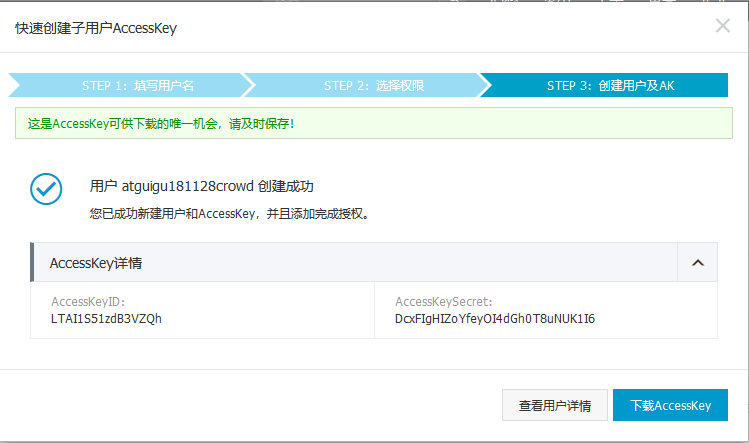 快速创建子用户AccessKey
STEP 1：填写用户名
STEP 2：选择权限
STEP 3：创建用户及AK
这是AccessKey可供下载的唯一机会，请及时保存！
用户 atguigu181128crowd 创建成功
您已成功新建用户和AccessKey，并且添加完成授权。
AccessKey详情
AccessKeyID：
LTAI1S51zdB3VZQh
AccessKeySecret：
DcxFIgHIZoYfeyOI4dGh0T8uNUK1I6
查看用户详情
下载AccessKey